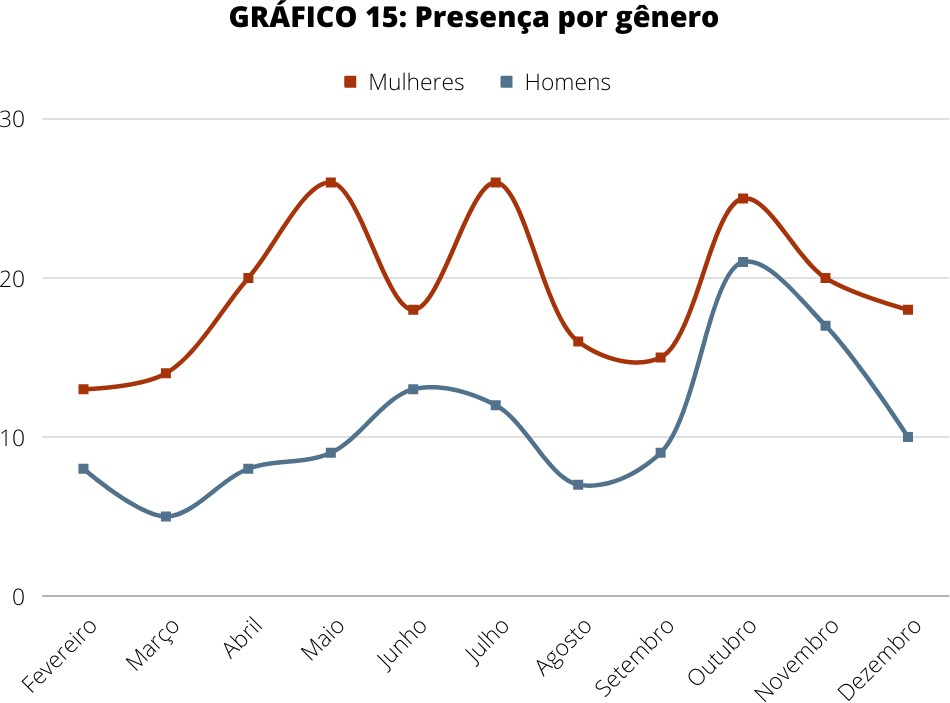 GRÁFICO 15: Presença por gênero
Mulheres Homens
30
20
10
0
Fevereiro Março Abril Maio Junho Julho Agosto Setembro Outubro Novembro Dezembro